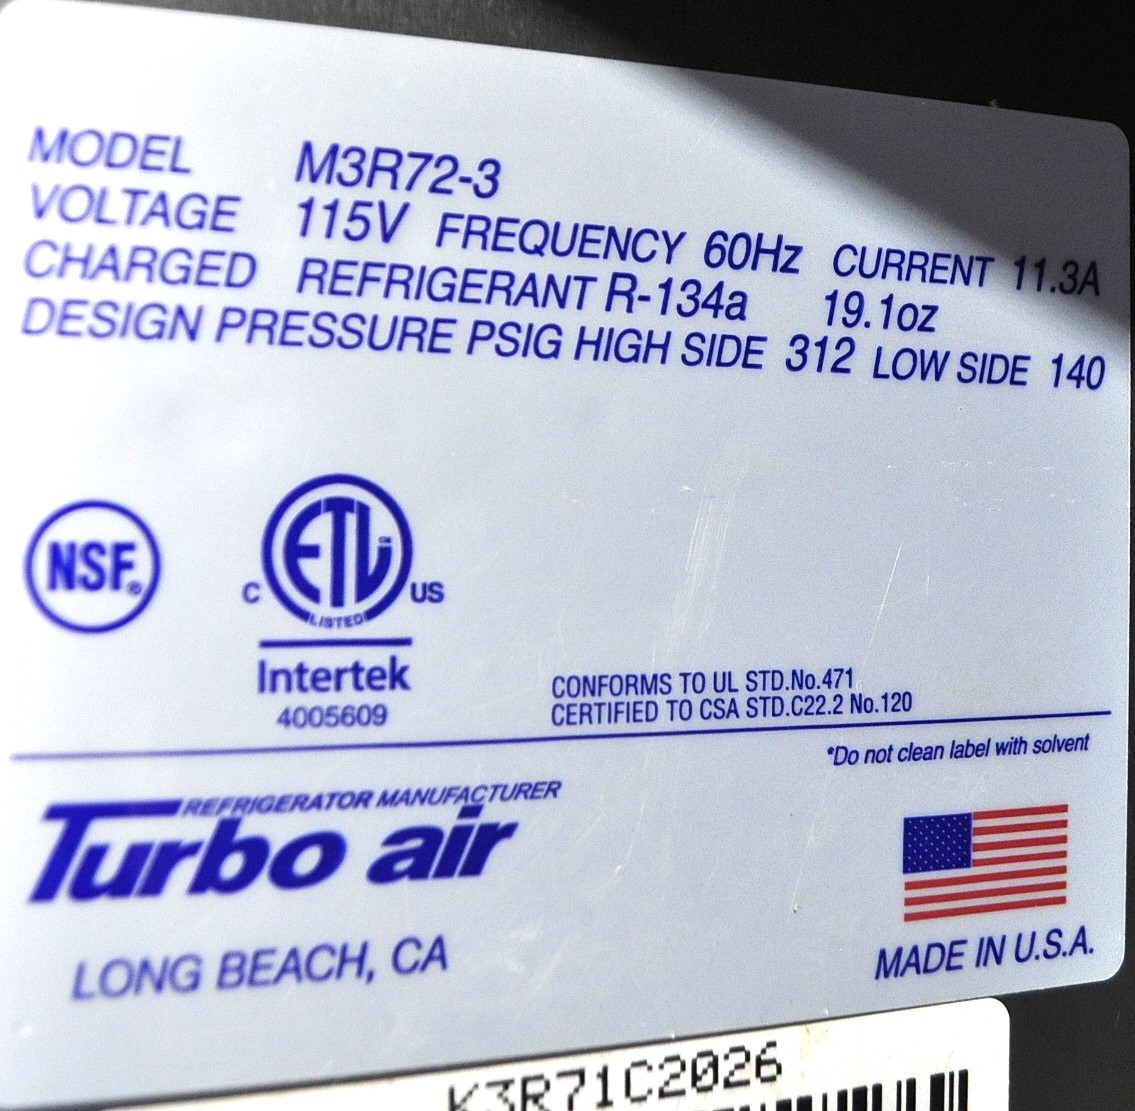 MODEL M3R72-3
VOLTAGE 115V FREQUENCY 60Hz CURRENT 11.3A
CHARGED REFRIGERANT R-134a 19.1oz
DESIGN PRESSURE PSIG HIGH SIDE 312 LOW SIDE 140
NSF®
ETL
LISTED
C US
Intertek
4005609
CONFORMS TO UL STD.No.471
CERTIFIED TO CSA STD.C22.2 No.120
*Do not clean label with solvent
REFRIGERATOR MANUFACTURER
Turbo air
LONG BEACH, CA
MADE IN U.S.A.
K3R71C2026